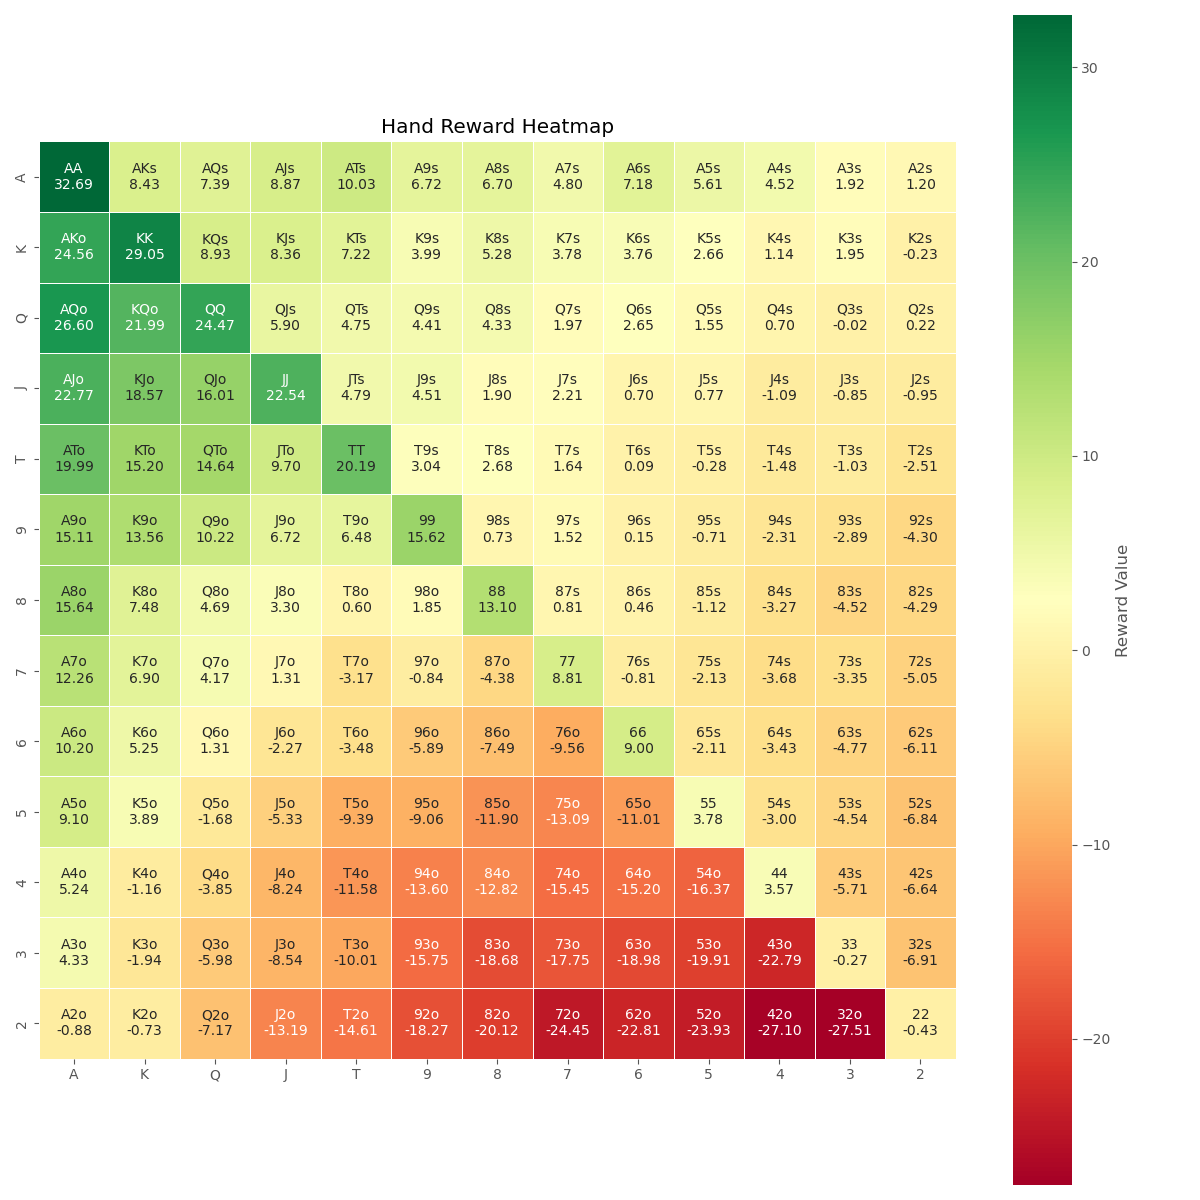 Hand Reward Heatmap
A AA AKs AQs AJs ATs A9s A8s A7s A6s A5s A4s A3s A2s
32.69 8.43 7.39 8.87 10.03 6.72 6.70 4.80 7.18 5.61 4.52 1.92 1.20
K AKo KK KQs KJs KTs K9s K8s K7s K6s K5s K4s K3s K2s
24.56 29.05 8.93 8.36 7.22 3.99 5.28 3.78 3.76 2.66 1.14 1.95 -0.23
Q AQo KQo QQ QJs QTs Q9s Q8s Q7s Q6s Q5s Q4s Q3s Q2s
26.60 21.99 24.47 5.90 4.75 4.41 4.33 1.97 2.65 1.55 0.70 -0.02 0.22
J AJo KJo QJo JJ JTs J9s J8s J7s J6s J5s J4s J3s J2s
22.77 18.57 16.01 22.54 4.79 4.51 1.90 2.21 0.70 0.77 -1.09 -0.85 -0.95
T ATo KTo QTo JTo TT T9s T8s T7s T6s T5s T4s T3s T2s
19.99 15.20 14.64 9.70 20.19 3.04 2.68 1.64 0.09 -0.28 -1.48 -1.03 -2.51
9 A9o K9o Q9o J9o T9o 99 98s 97s 96s 95s 94s 93s 92s
15.11 13.56 10.22 6.72 6.48 15.62 0.73 1.52 0.15 -0.71 -2.31 -2.89 -4.30
8 A8o K8o Q8o J8o T8o 98o 88 87s 86s 85s 84s 83s 82s
15.64 7.48 4.69 3.30 0.60 1.85 13.10 0.81 0.46 -1.12 -3.27 -4.52 -4.29
7 A7o K7o Q7o J7o T7o 97o 87o 77 76s 75s 74s 73s 72s
12.26 6.90 4.17 1.31 -3.17 -0.84 -4.38 8.81 -0.81 -2.13 -3.68 -3.35 -5.05
6 A6o K6o Q6o J6o T6o 96o 86o 76o 66 65s 64s 63s 62s
10.20 5.25 1.31 -2.27 -3.48 -5.89 -7.49 -9.56 9.00 -2.11 -3.43 -4.77 -6.11
5 A5o K5o Q5o J5o T5o 95o 85o 75o 65o 55 54s 53s 52s
9.10 3.89 -1.68 -5.33 -9.39 -9.06 -11.90 -13.09 -11.01 3.78 -3.00 -4.54 -6.84
4 A4o K4o Q4o J4o T4o 94o 84o 74o 64o 54o 44 43s 42s
5.24 -1.16 -3.85 -8.24 -11.58 -13.60 -12.82 -15.45 -15.20 -16.37 3.57 -5.71 -6.64
3 A3o K3o Q3o J3o T3o 93o 83o 73o 63o 53o 43o 33 32s
4.33 -1.94 -5.98 -8.54 -10.01 -15.75 -18.68 -17.75 -18.98 -19.91 -22.79 -0.27 -6.91
2 A2o K2o Q2o J2o T2o 92o 82o 72o 62o 52o 42o 32o 22
-0.88 -0.73 -7.17 -13.19 -14.61 -18.27 -20.12 -24.45 -22.81 -23.93 -27.10 -27.51 -0.43
A K Q J T 9 8 7 6 5 4 3 2
30
20
10
0
−10
−20
Reward Value